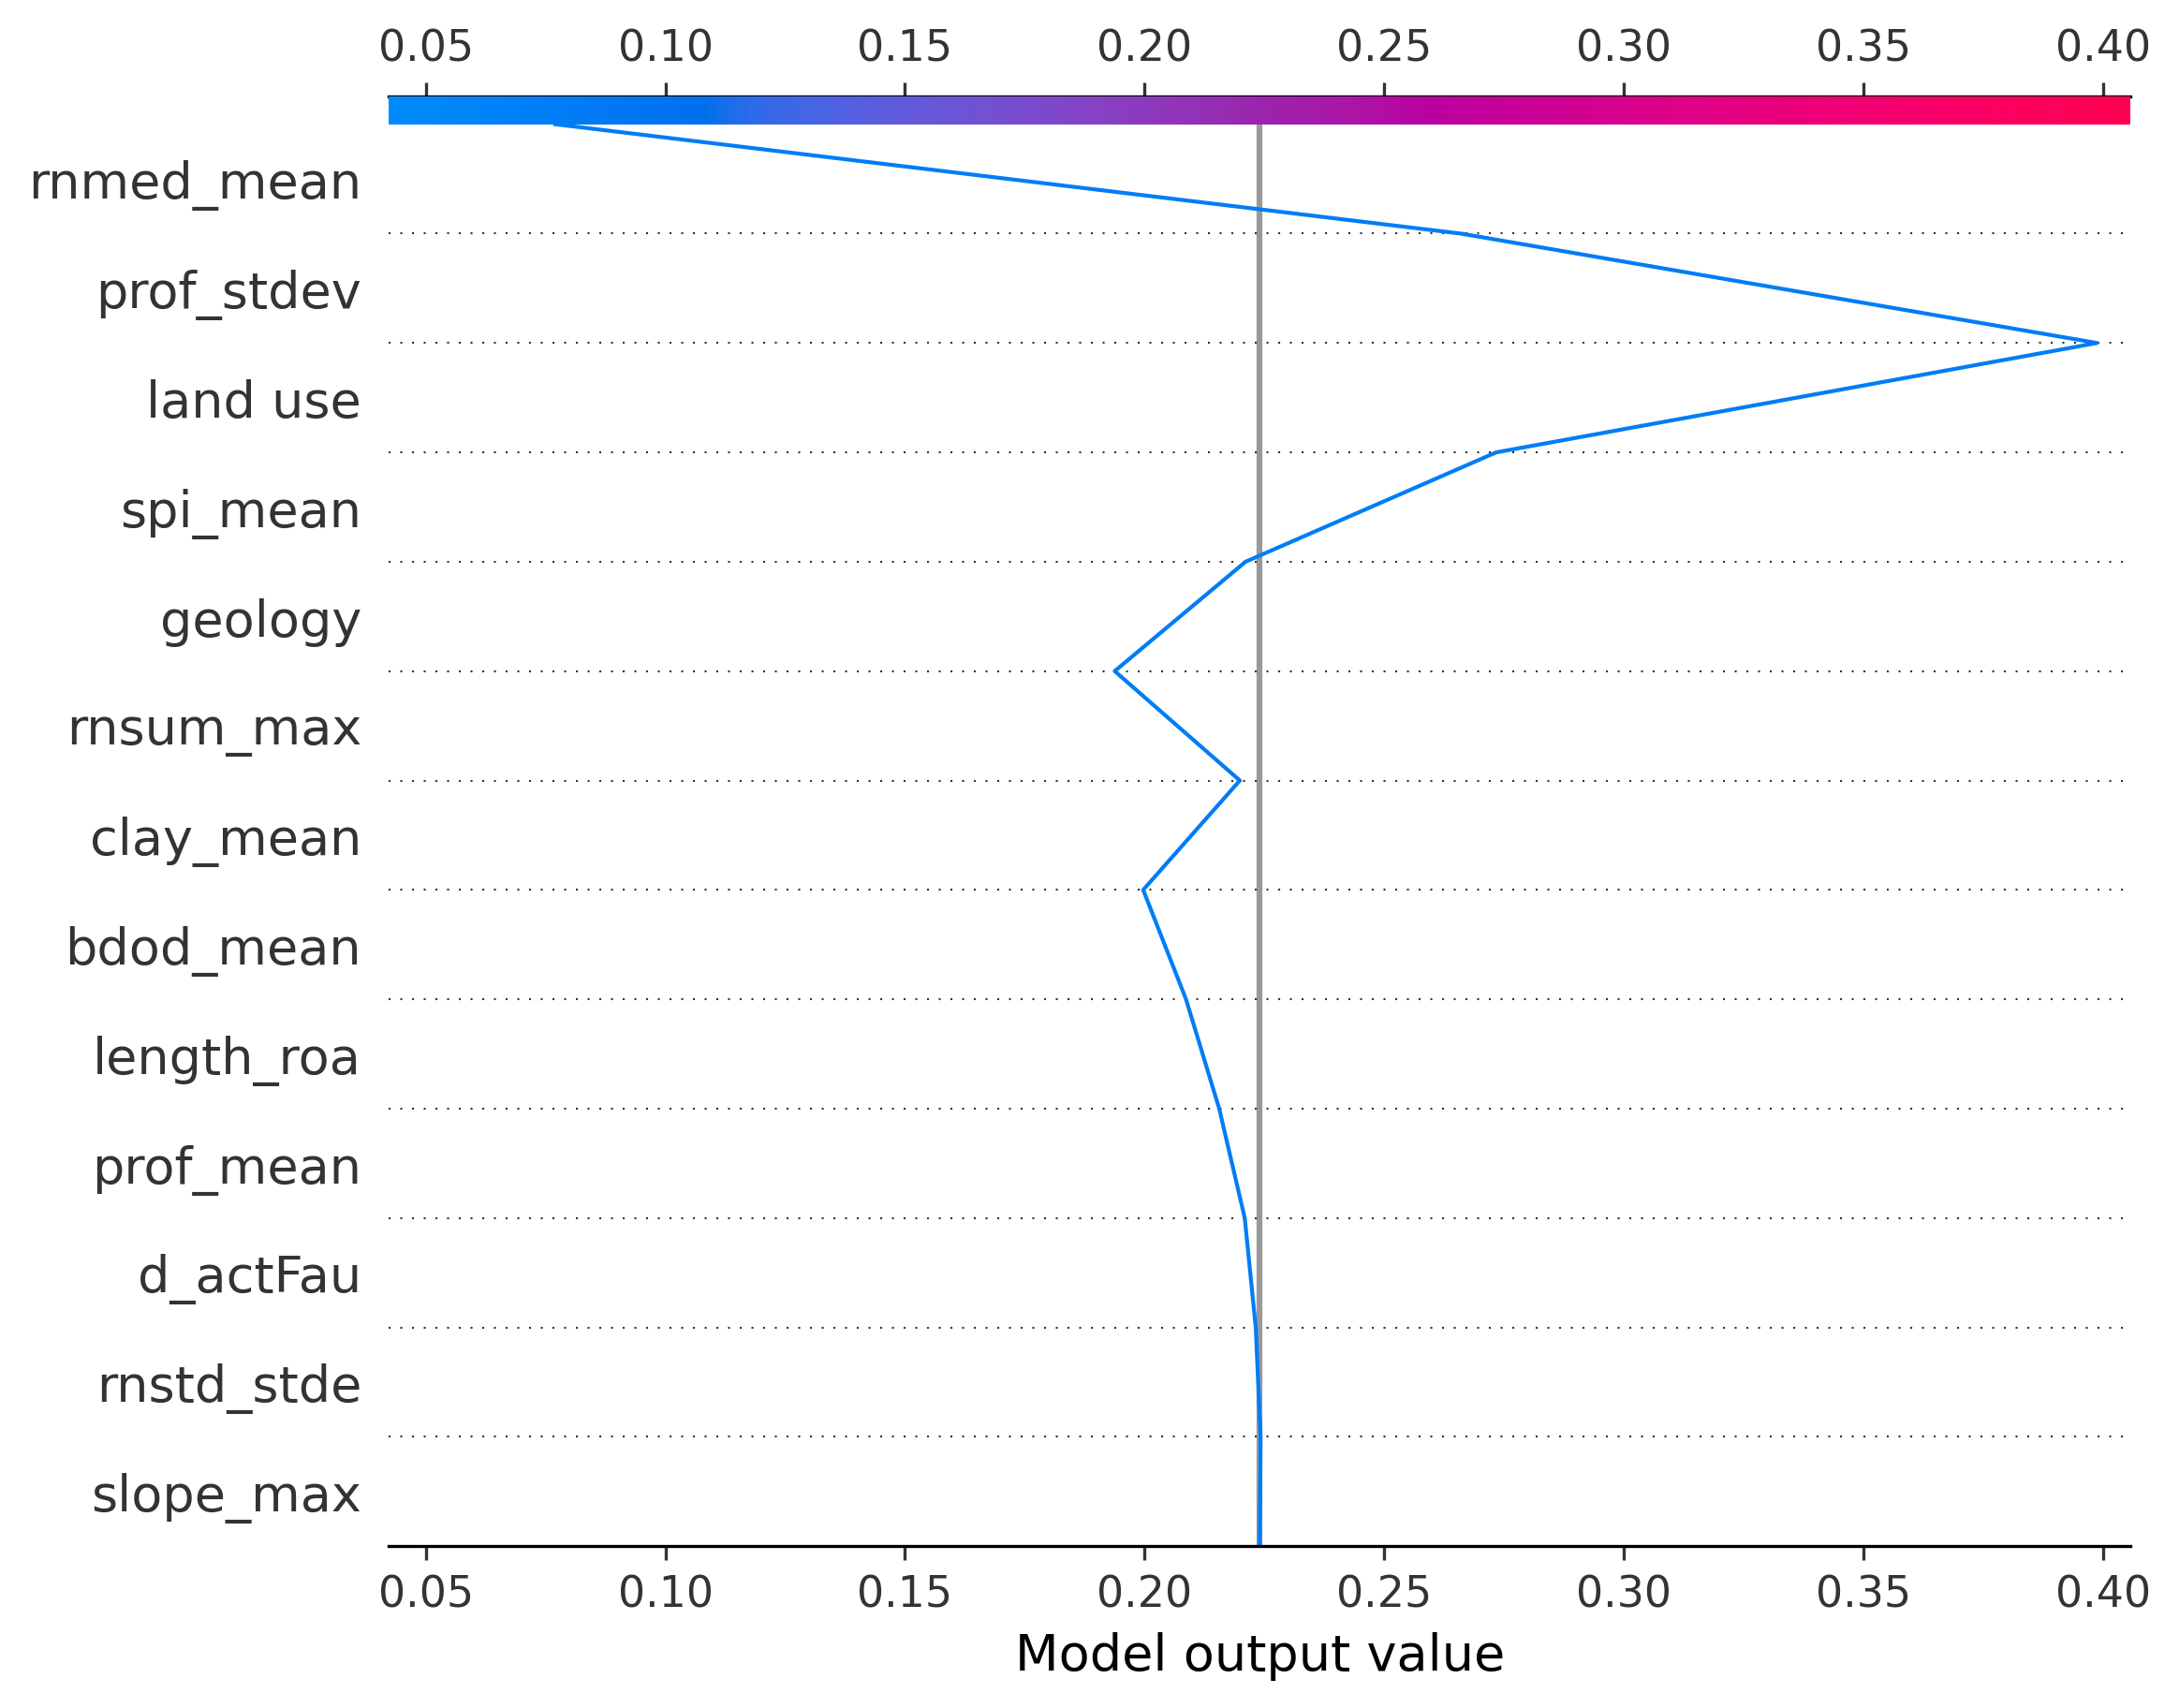 0.05 0.10 0.15 0.20 0.25 0.30 0.35 0.40
rnmed_mean
prof_stdev
land use
spi_mean
geology
rnsum_max
clay_mean
bdod_mean
length_roa
prof_mean
d_actFau
rnstd_stde
slope_max
0.05 0.10 0.15 0.20 0.25 0.30 0.35 0.40
Model output value